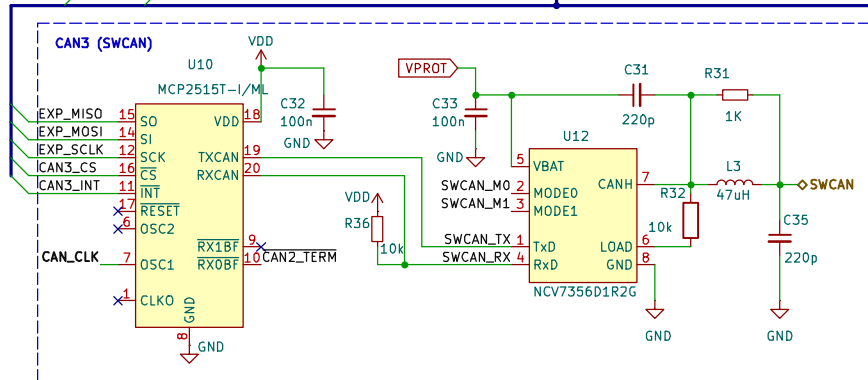 CAN3 (SWCAN)
U10
MCP2515T-I/ML
VDD
C32
100n
GND
EXP_MISO
EXP_MOSI
EXP_SCLK
CAN3_CS
CAN3_INT
CAN_CLK
15 SO
14 SI
12 SCK
16 CS
11 INT
17 RESET
6 OSC2
7 OSC1
1 CLKO
VDD 18
TXCAN 19
RXCAN 20
RX1BF 9
RX0BF 10
CAN2_TERM
GND
8
GND
VDD
R36
10k
VPROT
C33
100n
GND
C31
220p
R31
1K
U12
5 VBAT
SWCAN_M0 2 MODE0
SWCAN_M1 3 MODE1
SWCAN_TX 1 TxD
SWCAN_RX 4 RxD
CANH 7
LOAD 6
GND 8
NCV7356D1R2G
R32
10k
L3
47uH
SWCAN
C35
220p
GND
GND